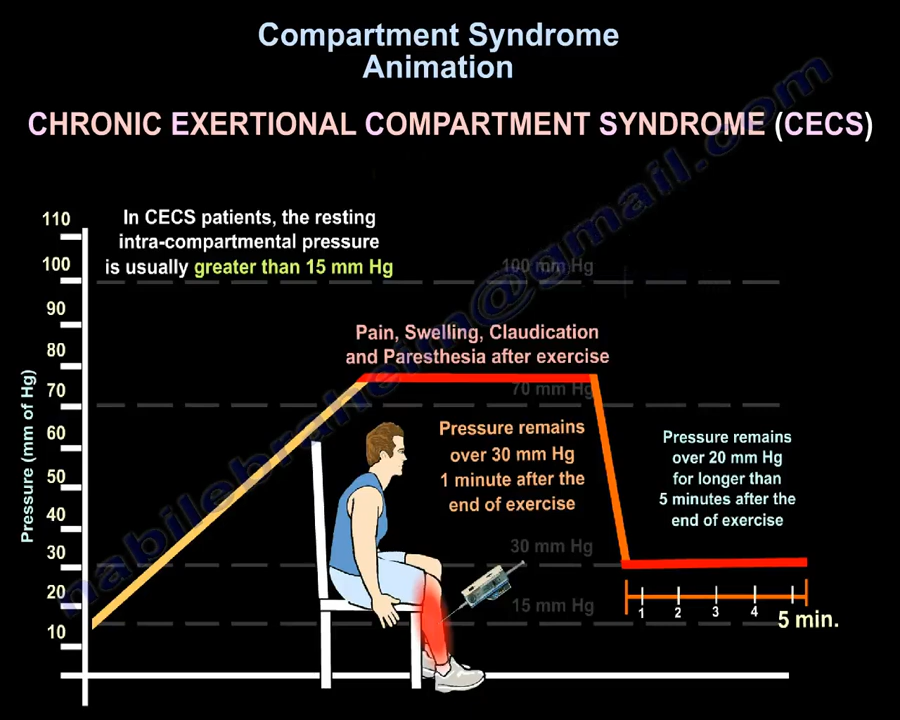 Compartment Syndrome
Animation
CHRONIC EXERTIONAL COMPARTMENT SYNDROME (CECS)
In CECS patients, the resting
intra-compartmental pressure
is usually greater than 15 mm Hg
Pressure (mm of Hg)
110
100
90
80
70
60
50
40
30
20
10
100 mm Hg
Pain, Swelling, Claudication
and Paresthesia after exercise
70 mm Hg
Pressure remains
over 30 mm Hg
1 minute after the
end of exercise
Pressure remains
over 20 mm Hg
for longer than
5 minutes after the
end of exercise
30 mm Hg
15 mm Hg
1 2 3 4
5 min.
nabilebraheim@gmail.com